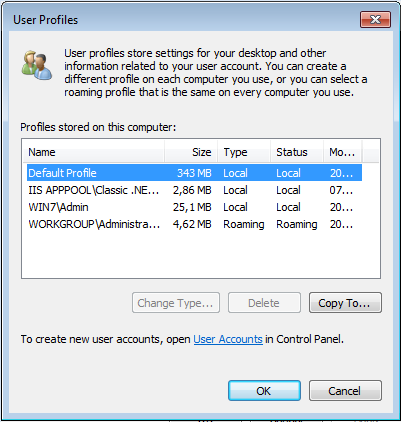 User Profiles
User profiles store settings for your desktop and other
information related to your user account. You can create a
different profile on each computer you use, or you can select a
roaming profile that is the same on every computer you use.
Profiles stored on this computer:
Name Size Type Status Mo...
Default Profile 343 MB Local Local 20...
IIS APPPOOL\Classic .NE... 2,86 MB Local Local 07...
WIN7\Admin 25,1 MB Local Local 20...
WORKGROUP\Administra... 4,62 MB Roaming Roaming 20...
Change Type... Delete Copy To...
To create new user accounts, open User Accounts in Control Panel.
OK Cancel